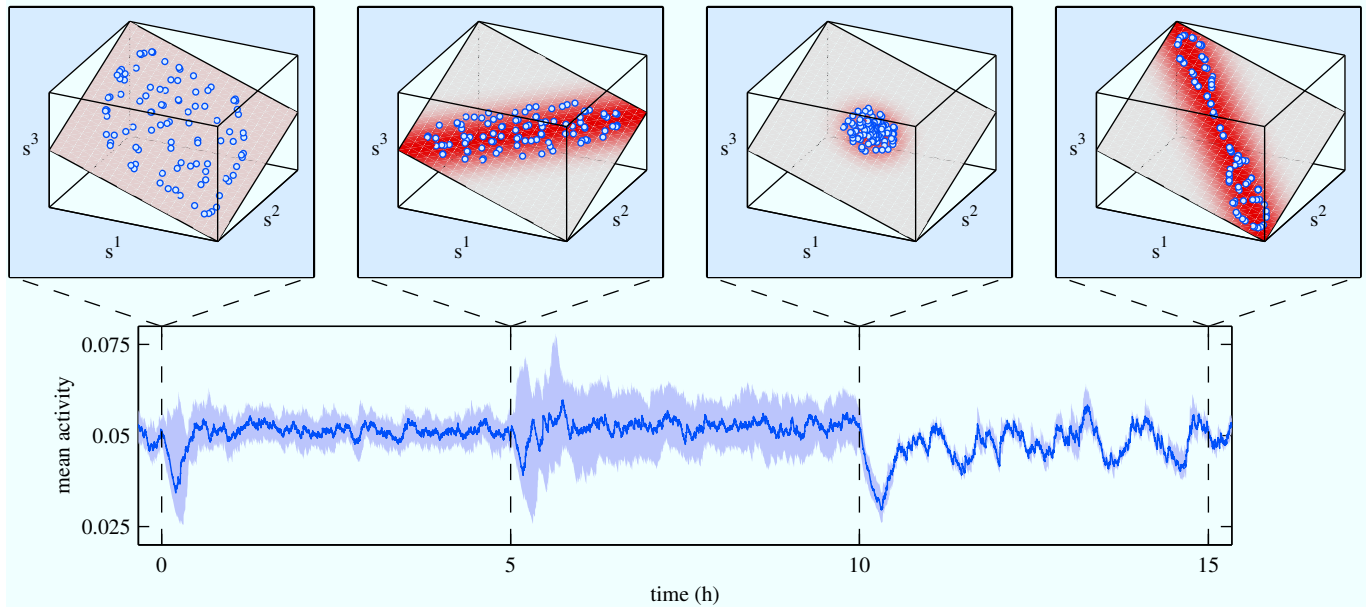 s³ s¹ s²
s³ s¹ s²
s³ s¹ s²
s³ s¹ s²
mean activity
0.075
0.05
0.025
0 5 10 15
time (h)